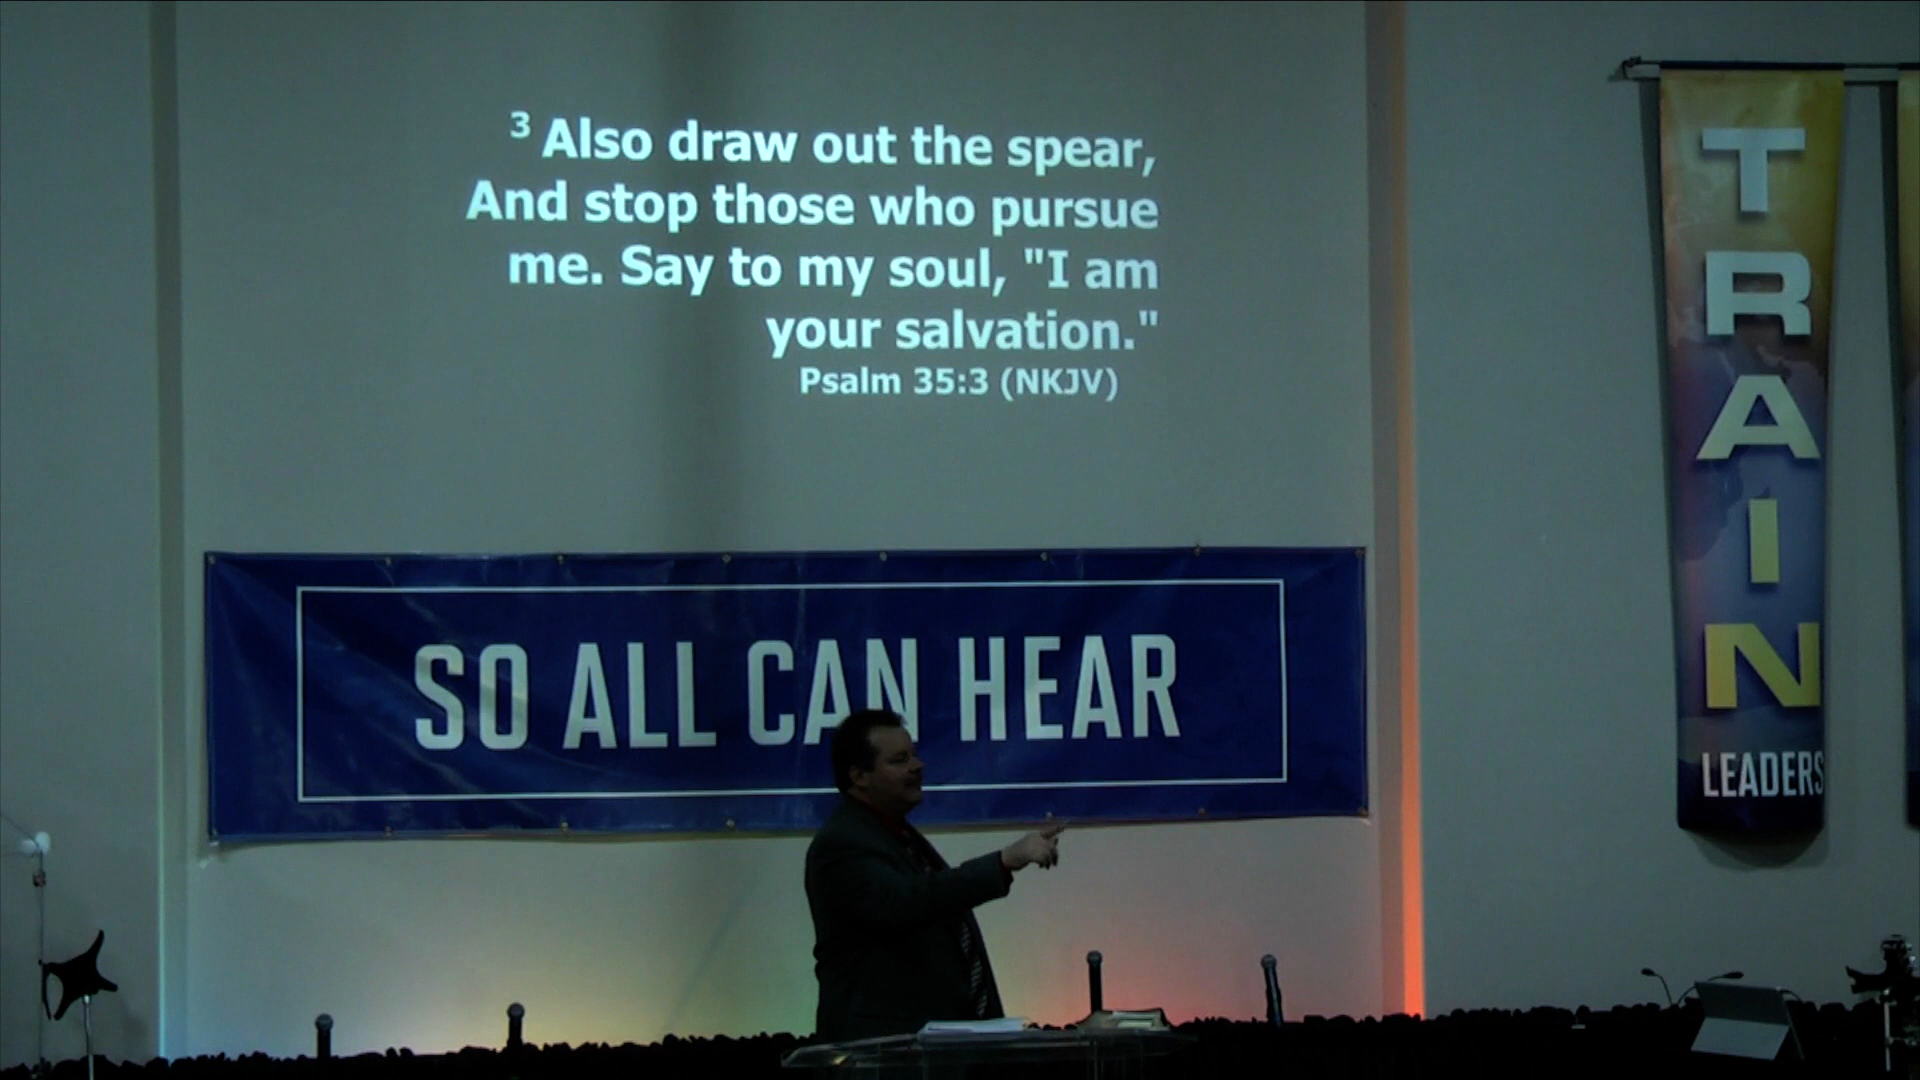 3 Also draw out the spear,
And stop those who pursue
me. Say to my soul, "I am
your salvation."
Psalm 35:3 (NKJV)
SO ALL CAN HEAR
TRAIN
LEADERS